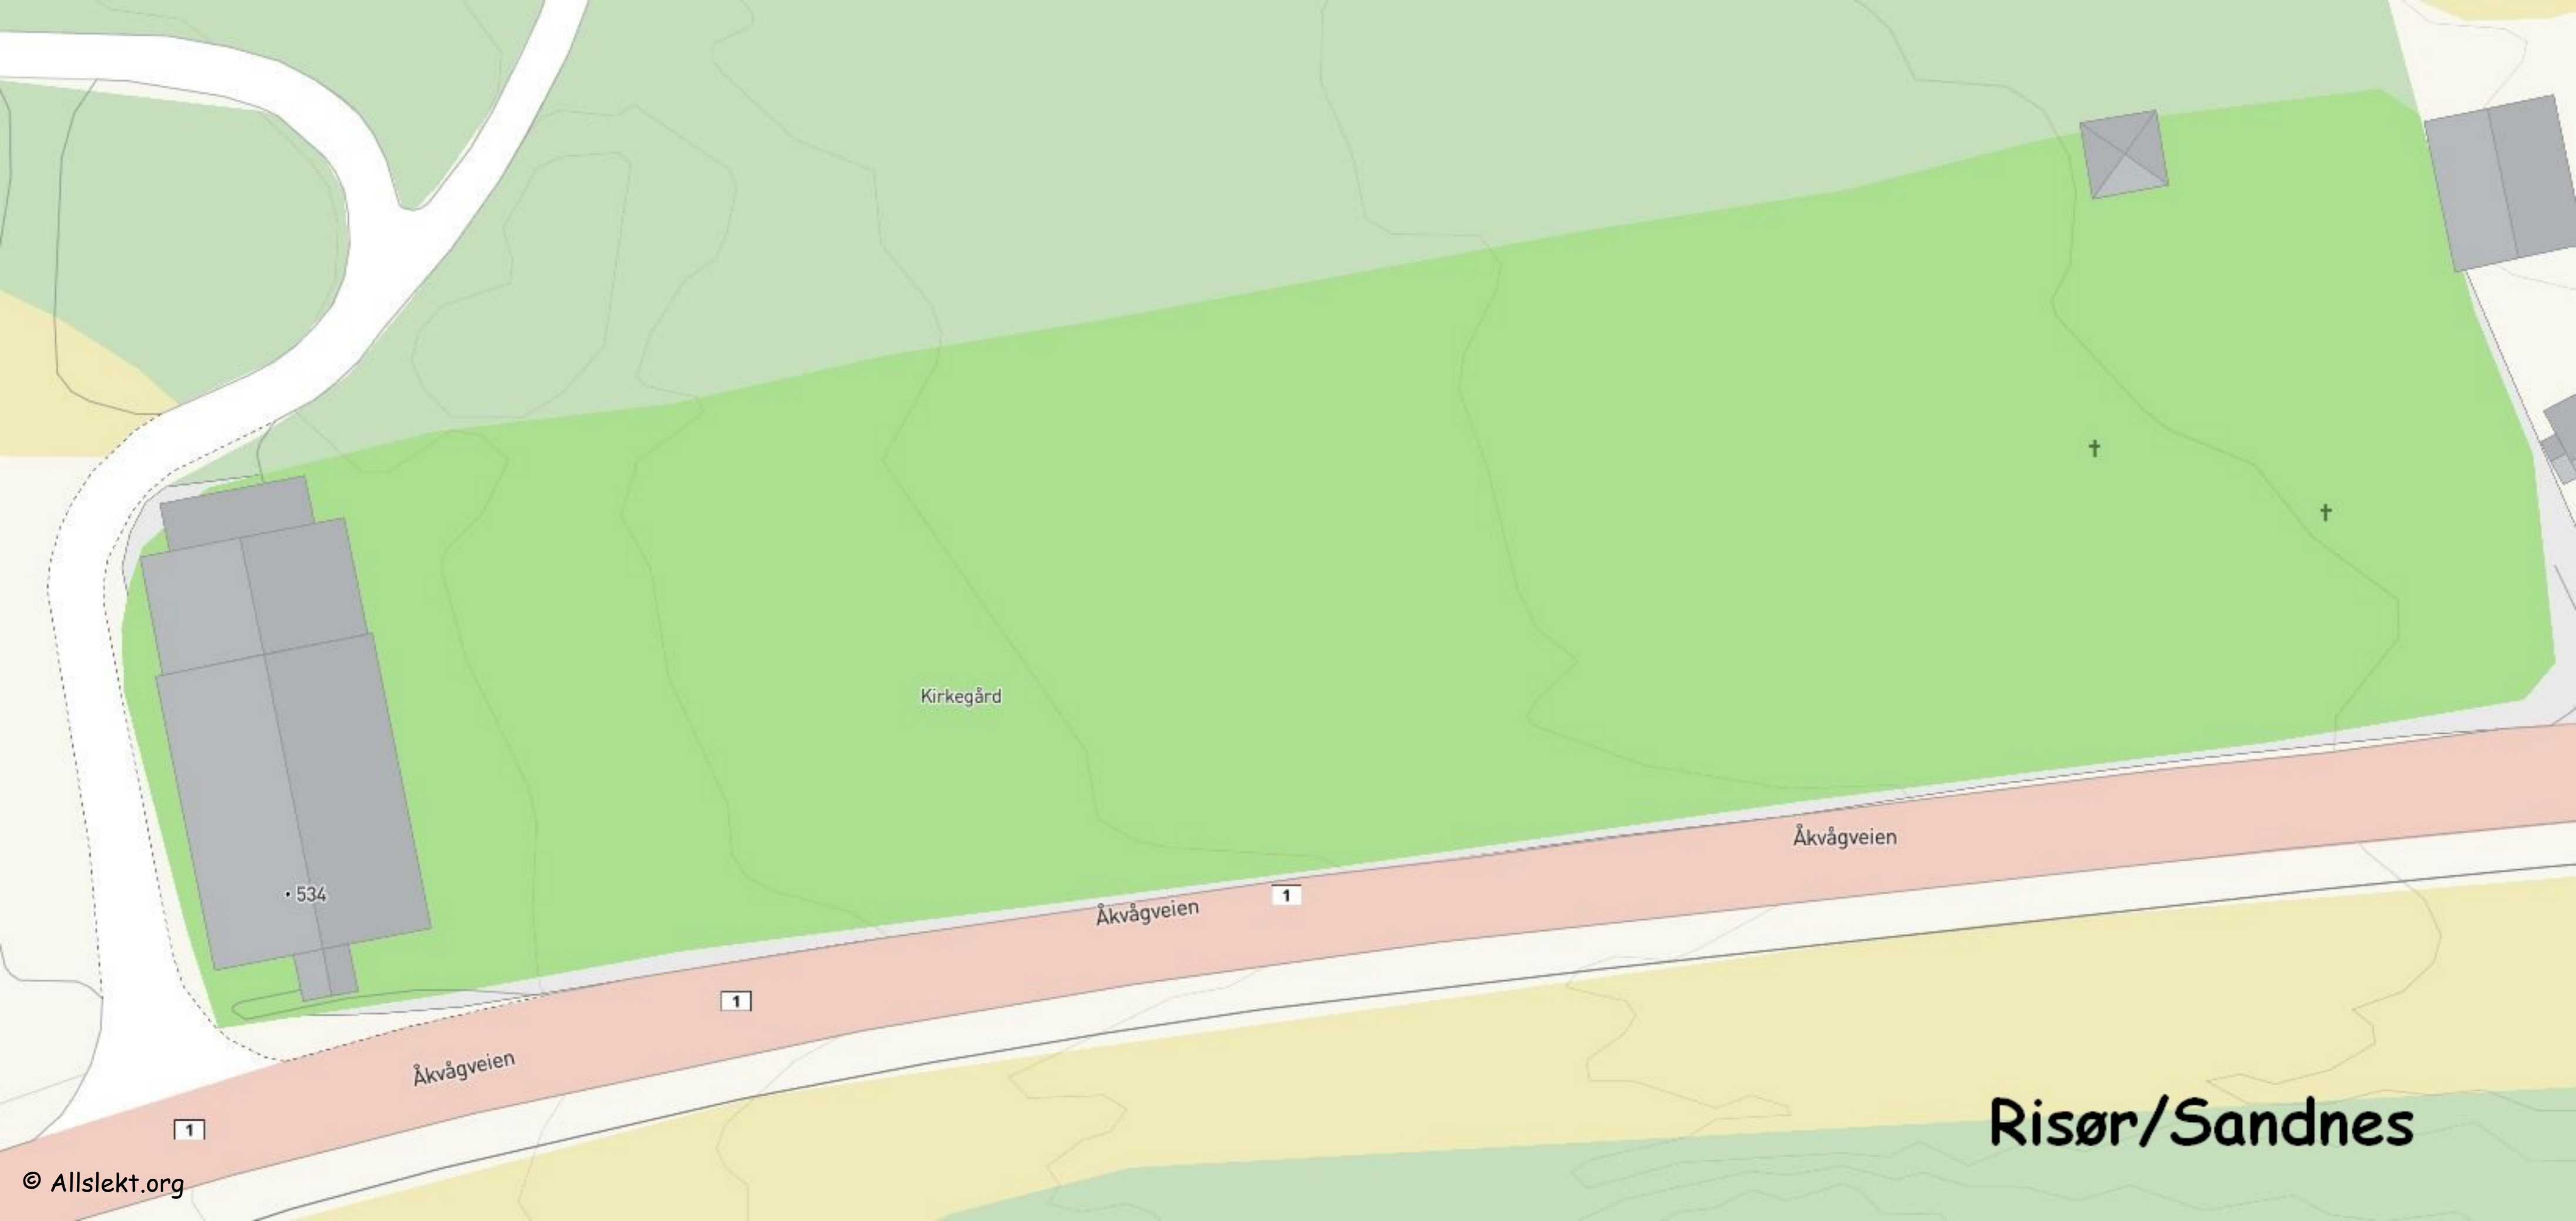 Kirkegård
Åkvågveien
534
1
Åkvågveien
1
Åkvågveien
1
Risør/Sandnes
© Allslekt.org